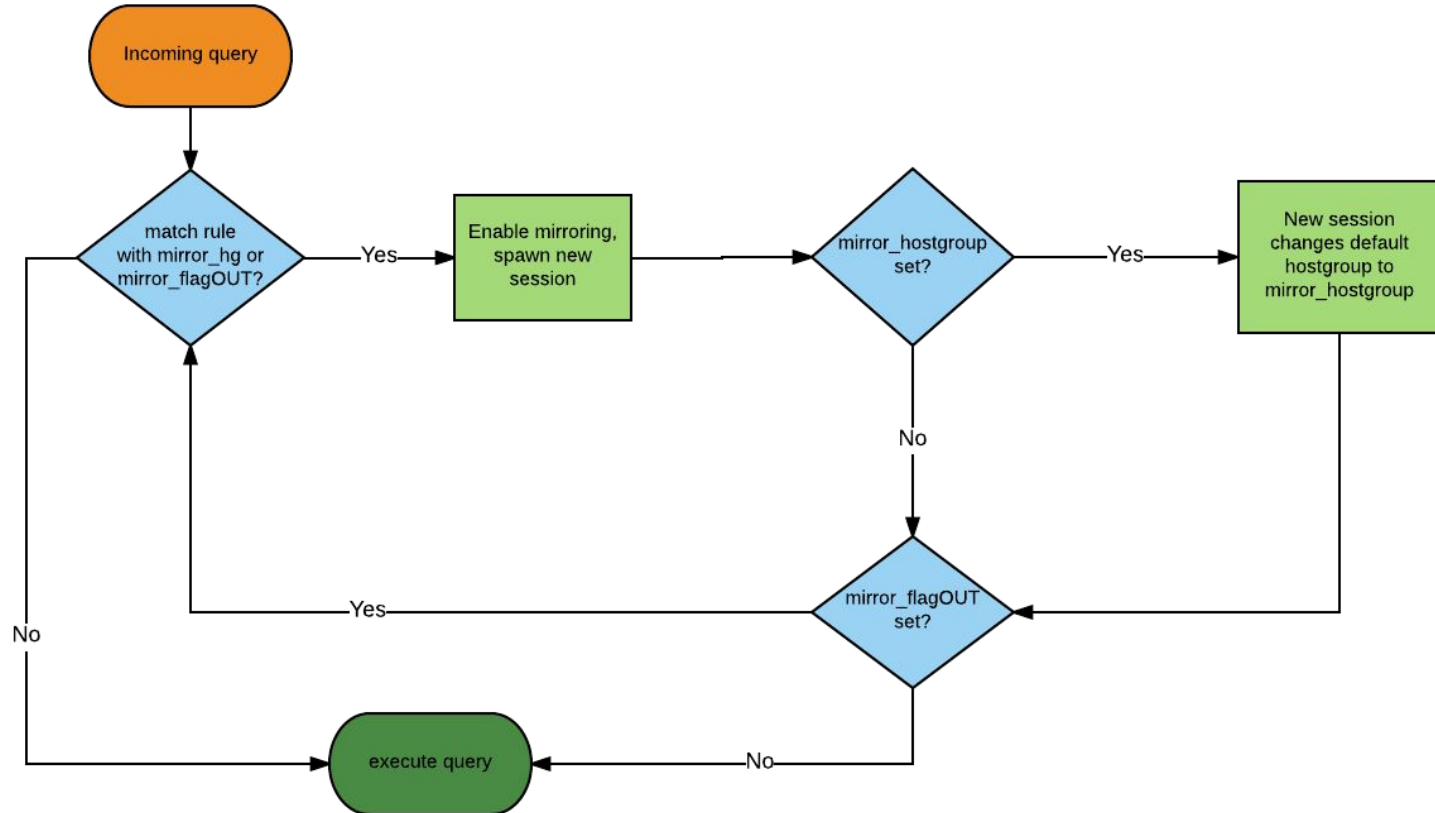 Incoming query
match rule
with mirror_hg or
mirror_flagOUT?
Yes
Enable mirroring,
spawn new
session
mirror_hostgroup
set?
Yes
New session
changes default
hostgroup to
mirror_hostgroup
No
mirror_flagOUT
set?
Yes
No
execute query
No